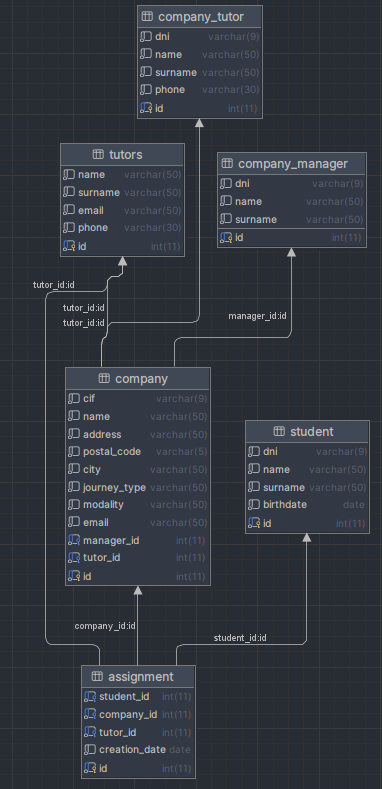 company_tutor
dni varchar(9)
name varchar(50)
surname varchar(50)
phone varchar(30)
id int(11)
tutors
name varchar(50)
surname varchar(50)
email varchar(50)
phone varchar(30)
id int(11)
company_manager
dni varchar(9)
name varchar(50)
surname varchar(50)
id int(11)
tutor_id:id
tutor_id:id
tutor_id:id
manager_id:id
company
cif varchar(9)
name varchar(50)
address varchar(50)
postal_code varchar(5)
city varchar(50)
journey_type varchar(50)
modality varchar(50)
email varchar(50)
manager_id int(11)
tutor_id int(11)
id int(11)
student
dni varchar(9)
name varchar(50)
surname varchar(50)
birthdate date
id int(11)
company_id:id
student_id:id
assignment
student_id int(11)
company_id int(11)
tutor_id int(11)
creation_date date
id int(11)